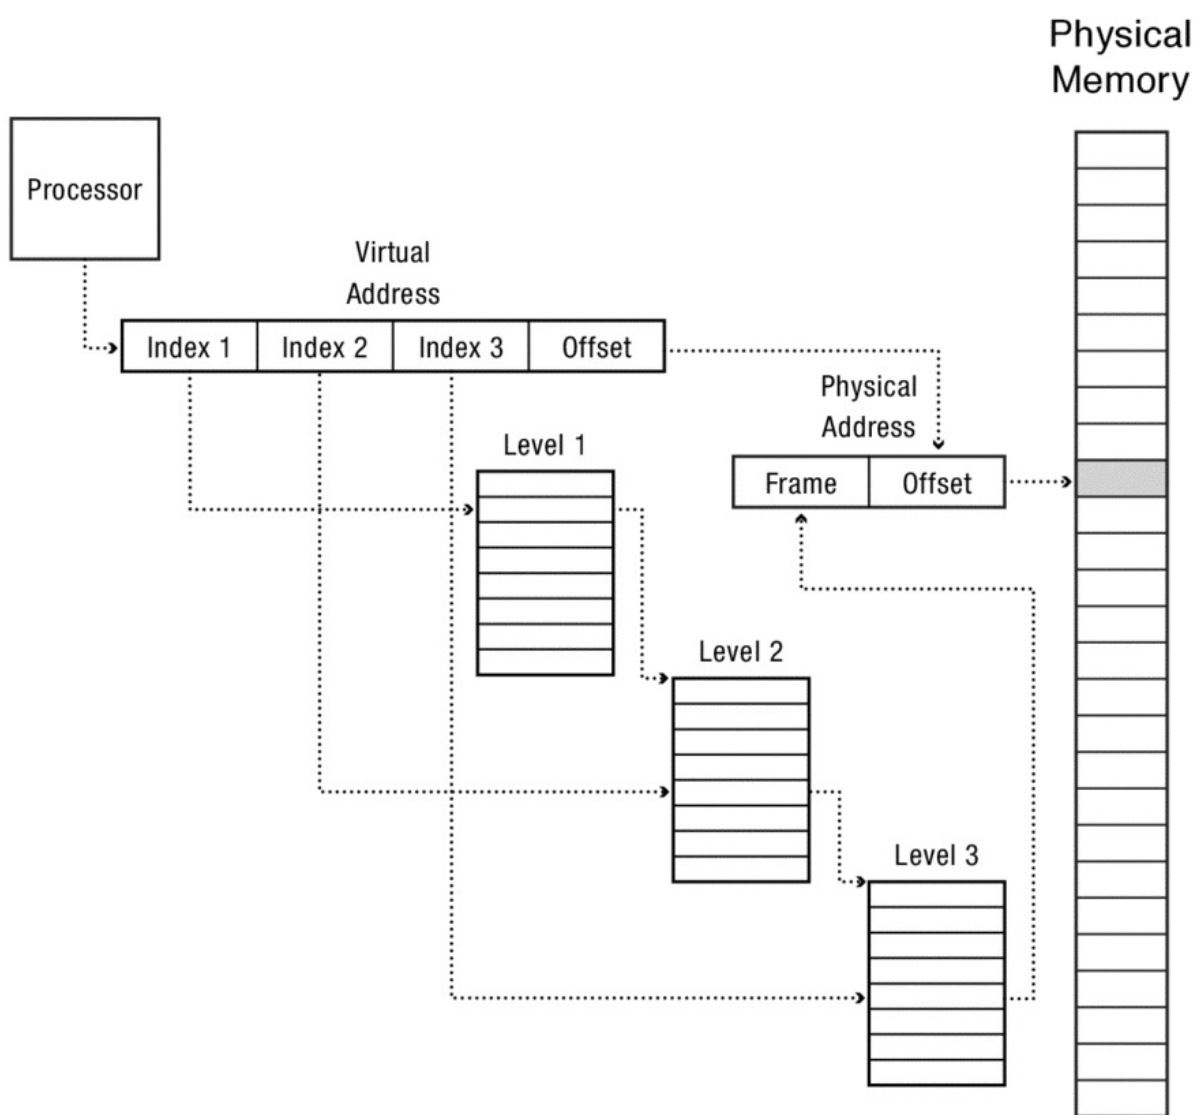 Physical
Memory
Processor
Virtual
Address
Index 1
Index 2
Index 3
Offset
Physical
Address
Level 1
Frame
Offset
Level 2
Level 3